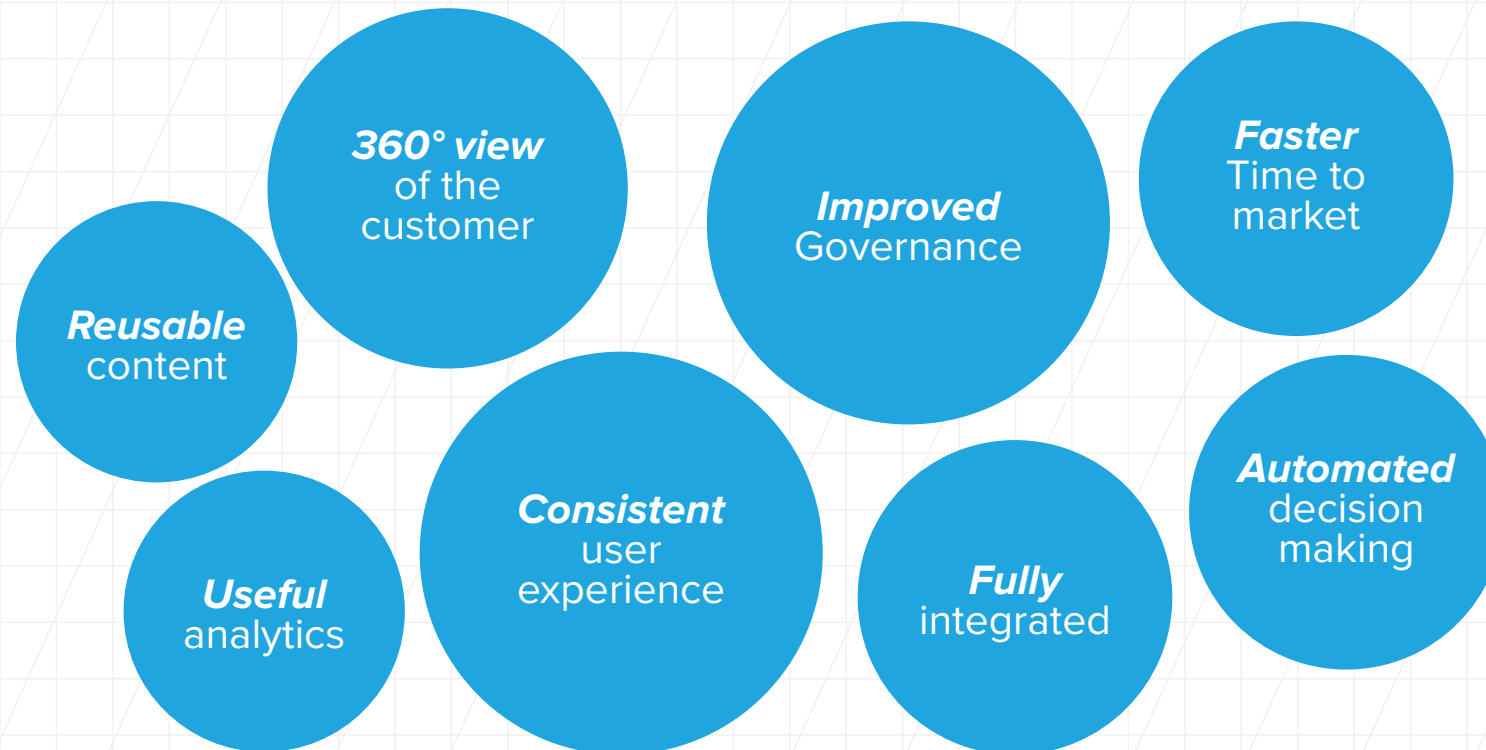 360° view
of the
customer
Improved
Governance
Faster
Time to
market
Reusable
content
Consistent
user
experience
Automated
decision
making
Useful
analytics
Fully
integrated